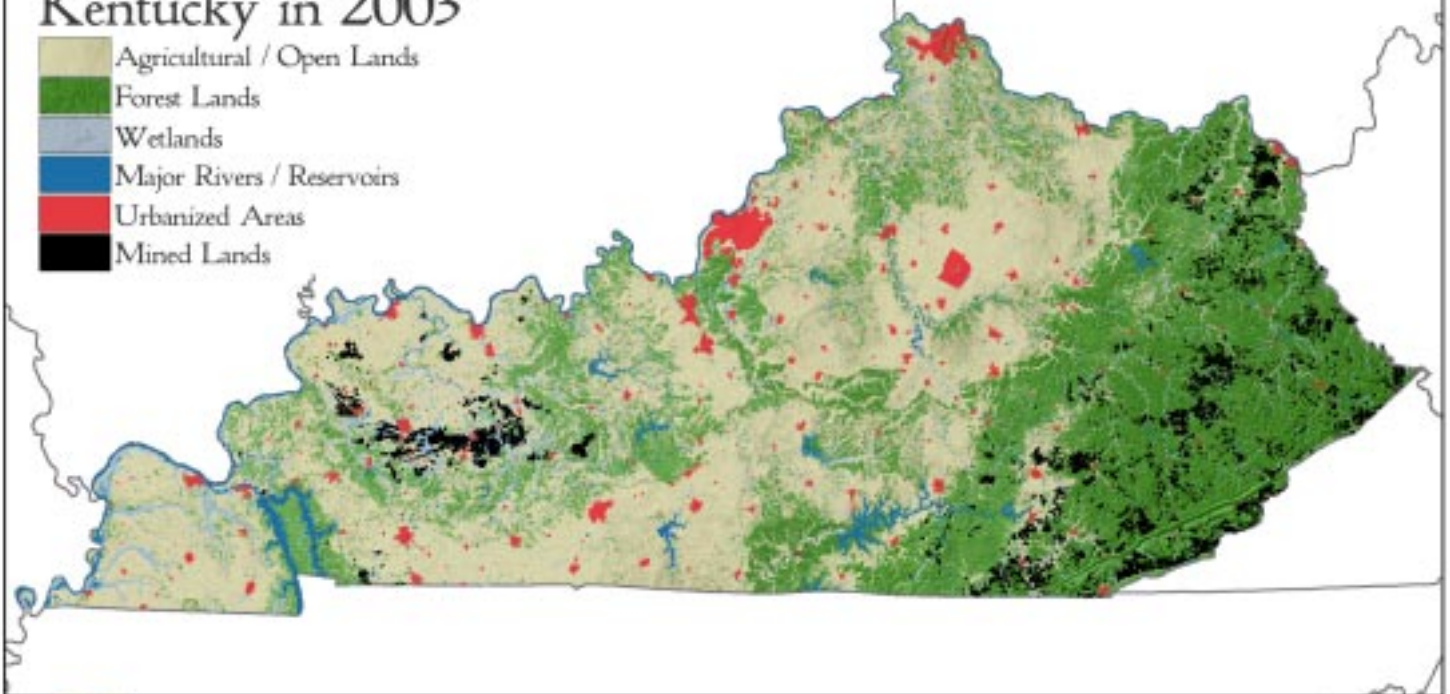 Kentucky in 2003
Agricultural / Open Lands
Forest Lands
Wetlands
Major Rivers / Reservoirs
Urbanized Areas
Mined Lands